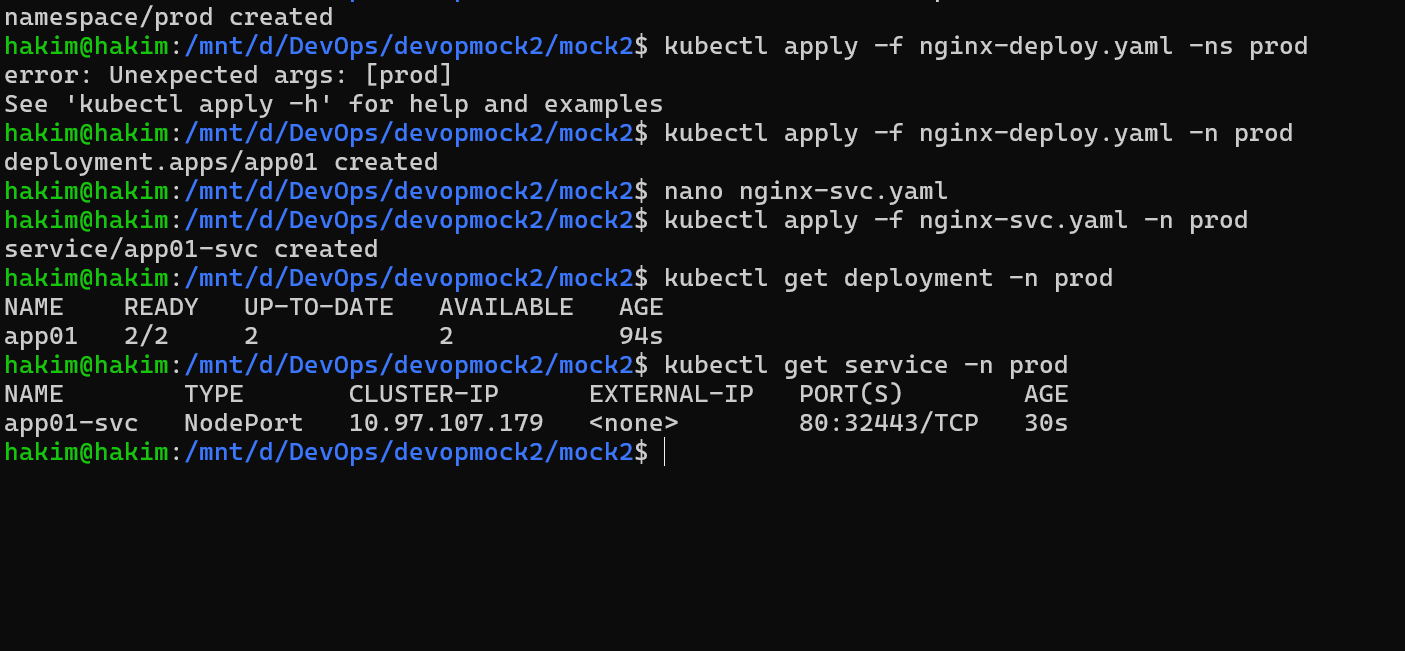 namespace/prod created
hakim@hakim:/mnt/d/DevOps/devopmock2/mock2$ kubectl apply -f nginx-deploy.yaml -ns prod
error: Unexpected args: [prod]
See 'kubectl apply -h' for help and examples
hakim@hakim:/mnt/d/DevOps/devopmock2/mock2$ kubectl apply -f nginx-deploy.yaml -n prod
deployment.apps/app01 created
hakim@hakim:/mnt/d/DevOps/devopmock2/mock2$ nano nginx-svc.yaml
hakim@hakim:/mnt/d/DevOps/devopmock2/mock2$ kubectl apply -f nginx-svc.yaml -n prod
service/app01-svc created
hakim@hakim:/mnt/d/DevOps/devopmock2/mock2$ kubectl get deployment -n prod
NAME    READY   UP-TO-DATE   AVAILABLE   AGE
app01   2/2     2            2           94s
hakim@hakim:/mnt/d/DevOps/devopmock2/mock2$ kubectl get service -n prod
NAME        TYPE       CLUSTER-IP      EXTERNAL-IP   PORT(S)        AGE
app01-svc   NodePort   10.97.107.179   <none>        80:32443/TCP   30s
hakim@hakim:/mnt/d/DevOps/devopmock2/mock2$